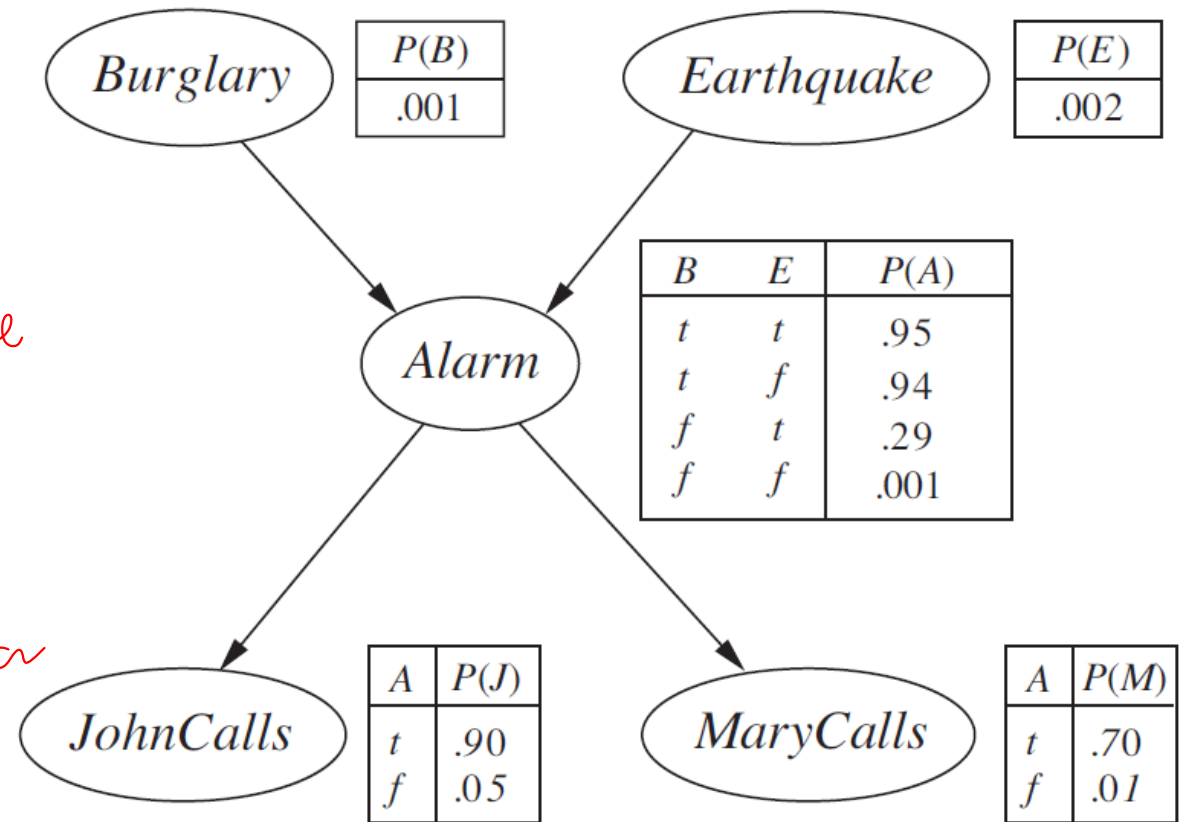 Burglary
P(B)
.001
Earthquake
P(E)
.002
B E P(A)
t t .95
t f .94
f t .29
f f .001
Alarm
JohnCalls
A P(J)
t .90
f .05
MaryCalls
A P(M)
t .70
f .01